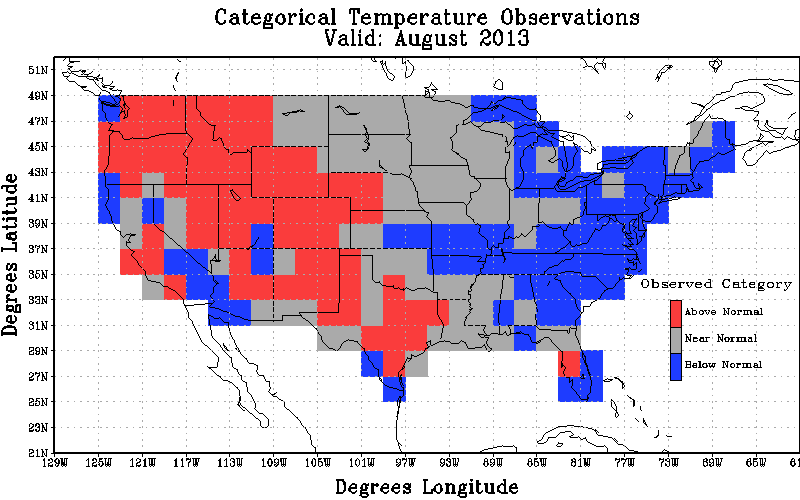 Categorical Temperature Observations
Valid: August 2013
Degrees Latitude
51N
49N
47N
45N
43N
41N
39N
37N
35N
33N
31N
29N
27N
25N
23N
21N
Observed Category
Above Normal
Near Normal
Below Normal
129W 125W 121W 117W 113W 109W 105W 101W 97W 93W 89W 85W 81W 77W 73W 69W 65W 61
Degrees Longitude